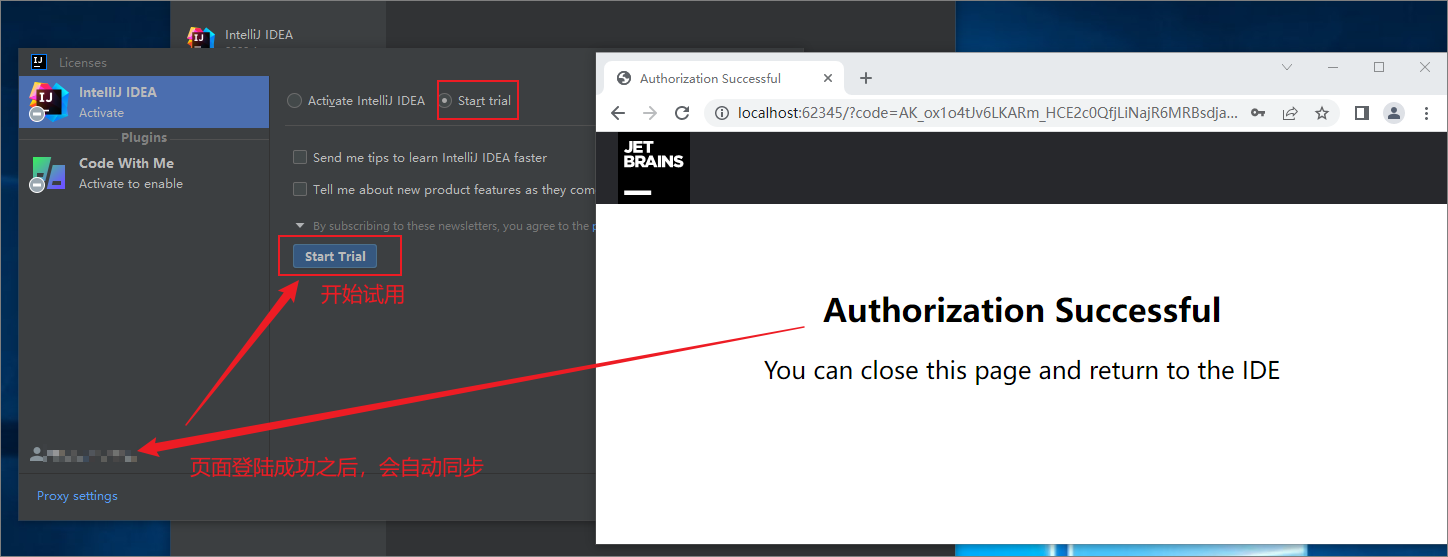 IntelliJ IDEA
IJ
Licenses
IJ
IntelliJ IDEA
Activate
Plugins
Code With Me
Activate to enable
Activate IntelliJ IDEA
Start trial
Send me tips to learn IntelliJ IDEA faster
Tell me about new product features as they com
By subscribing to these newsletters, you agree to the
Start Trial
开始试用
页面登陆成功之后，会自动同步
Proxy settings
Authorization Successful
localhost:62345/?code=AK_ox1o4tJv6LKARm_HCE2c0QfjLiNajR6MRBsdja...
JET
BRAINS
Authorization Successful
You can close this page and return to the IDE